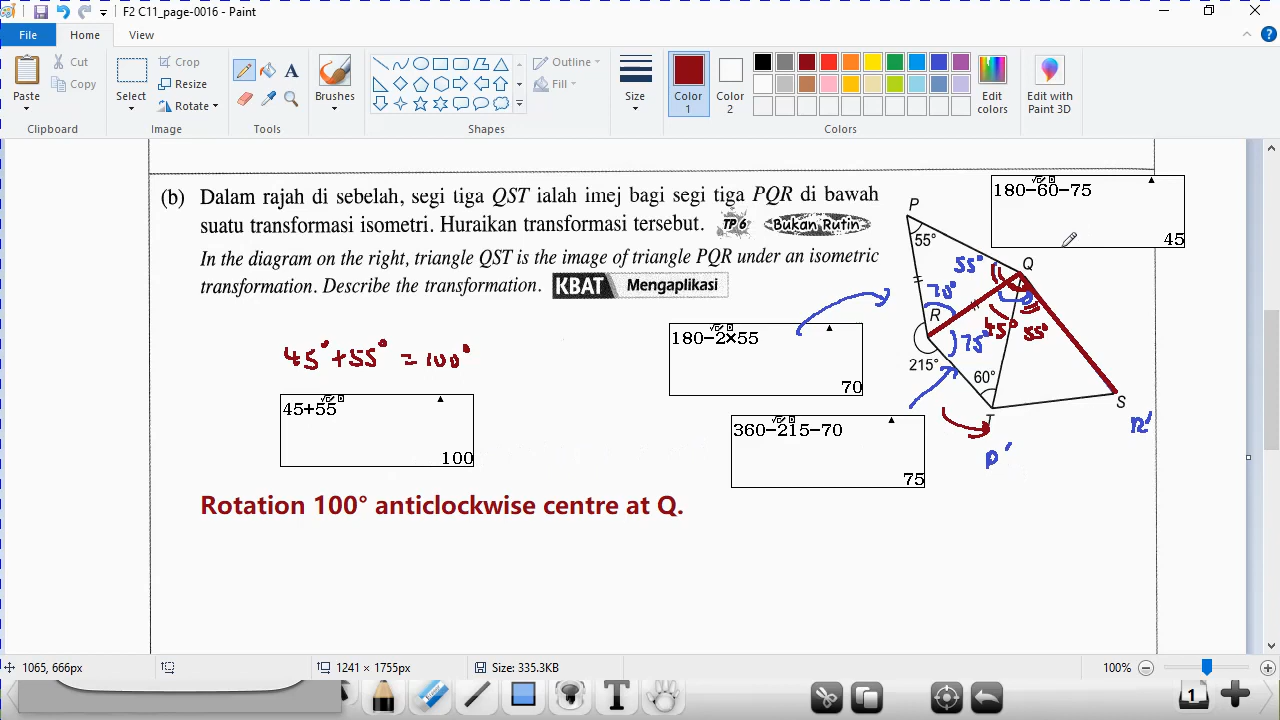 F2 C11_page-0016 - Paint
File
Home
View
Paste
Cut
Copy
Clipboard
Select
Crop
Resize
Rotate
Image
Tools
Brushes
Shapes
Outline
Fill
Size
Color 1
Color 2
Colors
Edit colors
Edit with Paint 3D
(b) Dalam rajah di sebelah, segi tiga QST ialah imej bagi segi tiga PQR di bawah
suatu transformasi isometri. Huraikan transformasi tersebut. TP 6 Bukan Rutin
In the diagram on the right, triangle QST is the image of triangle PQR under an isometric
transformation. Describe the transformation. KBAT Mengaplikasi
180−60−75
45
P
55°
Q
55°
70°
R
45°
55°
75°
215°
60°
T
S
R'
P'
180−2×55
70
360−215−70
75
45°+55° =100°
45+55
100
Rotation 100° anticlockwise centre at Q.
1065, 666px
1241 × 1755px
Size: 335.3KB
100%
T
1